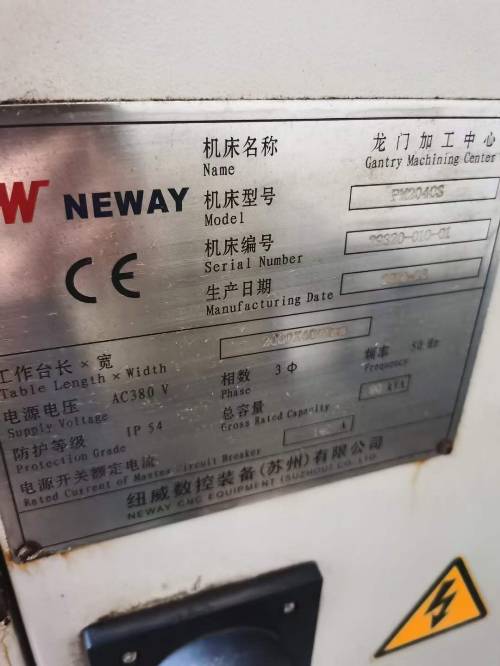 NEWAY
CE
机床名称 龙门加工中心
Name Gantry Machining Center
机床型号 PM2040S
Model
机床编号
Serial Number
生产日期
Manufacturing Date
工作台长×宽
Table Length × Width
电源电压 AC380 V 相数 3 Φ 频率 50 Hz
Supply Voltage Phase Frequency
防护等级 IP 54 总容量 kVA
Protection Grade Gross Rated Capacity
电源开关额定电流 A
Rated Current of Master Circuit Breaker
纽威数控装备(苏州)有限公司
NEWAY CNC EQUIPMENT (SUZHOU) CO., LTD.